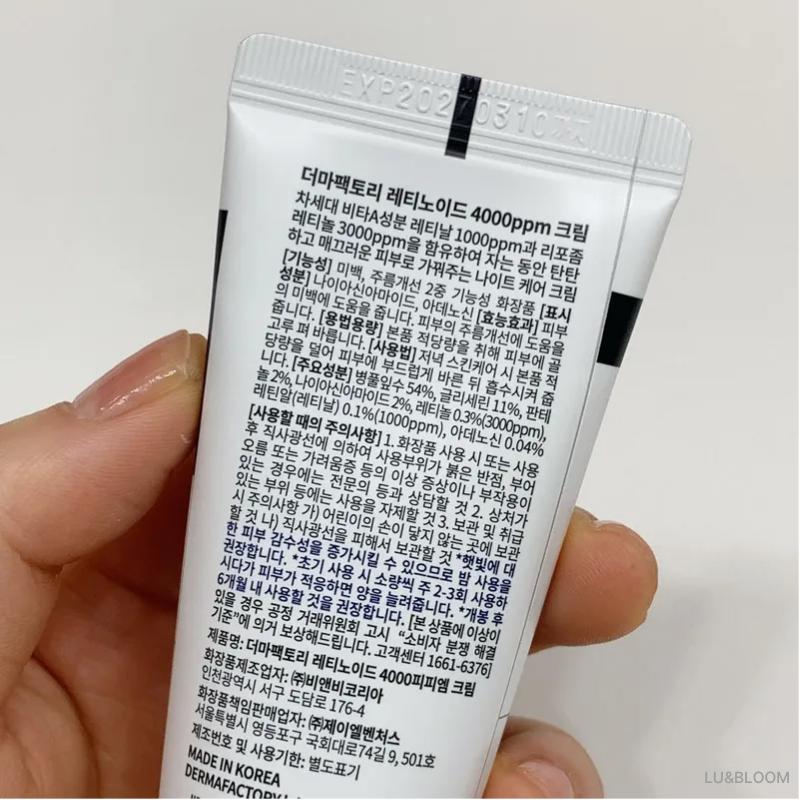 EXP20270310
더마팩토리 레티노이드 4000ppm 크림
차세대 비타A성분 레티날 1000ppm과 리포좀
레티놀 3000ppm을 함유하여 자는 동안 탄탄
하고 매끄러운 피부로 가꿔주는 나이트 케어 크림
[기능성] 미백, 주름개선 2중 기능성 화장품 [표시
성분] 나이아신아마이드, 아데노신 [효능효과] 피부
의 미백에 도움을 줍니다. 피부의 주름개선에 도움을
줍니다. [용법용량] 본품 적당량을 취해 피부에 골
고루 펴 바릅니다. [사용법] 저녁 스킨케어 시 본품 적
당량을 덜어 피부에 부드럽게 바른 뒤 흡수시켜 줍
니다. [주요성분] 병풀잎수 54%, 글리세린 11%, 판테
놀 2%, 나이아신아마이드 2%, 레티놀 0.3%(3000ppm),
레틴알(레티날) 0.1%(1000ppm), 아데노신 0.04%
[사용할 때의 주의사항] 1. 화장품 사용 시 또는 사용
후 직사광선에 의하여 사용부위가 붉은 반점, 부어
오름 또는 가려움증 등의 이상 증상이나 부작용이
있는 경우에는 전문의 등과 상담할 것 2. 상처가
있는 부위 등에는 사용을 자제할 것 3. 보관 및 취급
시 주의사항 가) 어린이의 손이 닿지 않는 곳에 보관
할 것 나) 직사광선을 피해서 보관할 것 *햇빛에 대
한 피부 감수성을 증가시킬 수 있으므로 밤 사용을
권장합니다. *초기 사용 시 소량씩 주 2-3회 사용하
시다가 피부가 적응하면 양을 늘려줍니다. *개봉 후
6개월 내 사용할 것을 권장합니다. [본 상품에 이상이
있을 경우 공정 거래위원회 고시 “소비자 분쟁 해결
기준”에 의거 보상해드립니다. 고객센터 1661-6376]
제품명: 더마팩토리 레티노이드 4000피피엠 크림
화장품제조업자: ㈜비앤비코리아
인천광역시 서구 도담로 176-4
화장품책임판매업자: ㈜제이엘벤처스
서울특별시 영등포구 국회대로74길 9, 501호
제조번호 및 사용기한: 별도표기
MADE IN KOREA
DERMAFACTORY
LU&BLOOM